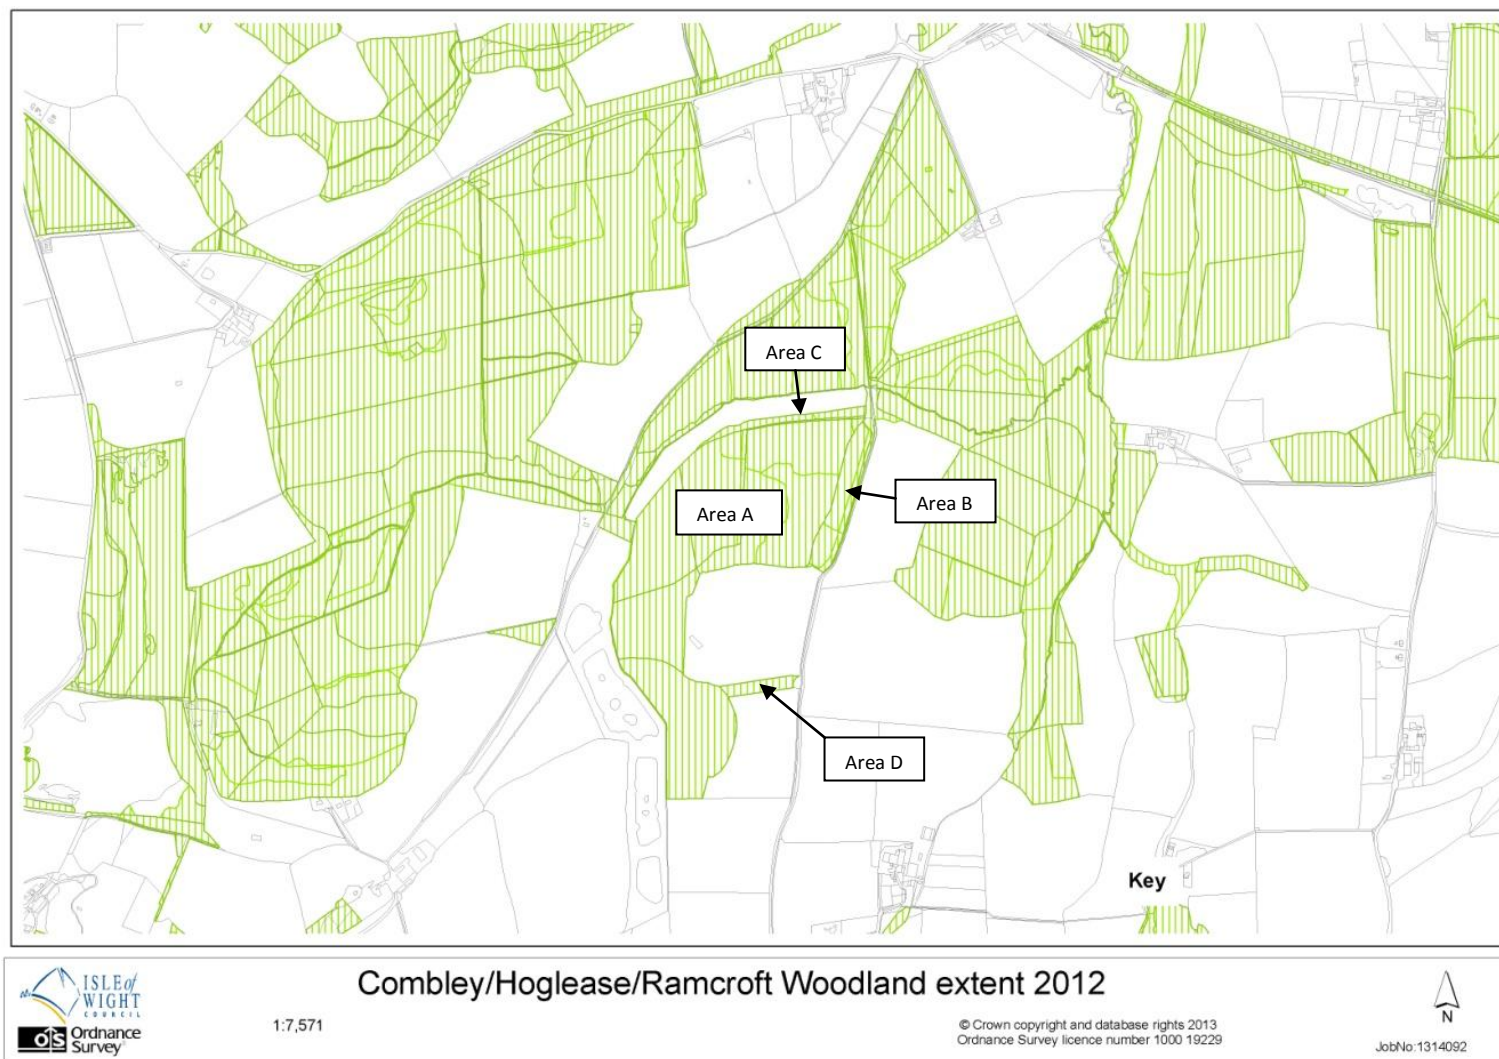 Area C
Area A
Area B
Area D
Key
ISLE of
WIGHT
COUNCIL
OS Ordnance
Survey
Combley/Hoglease/Ramcroft Woodland extent 2012
1:7,571
© Crown copyright and database rights 2013
Ordnance Survey licence number 1000 19229
N
JobNo:1314092